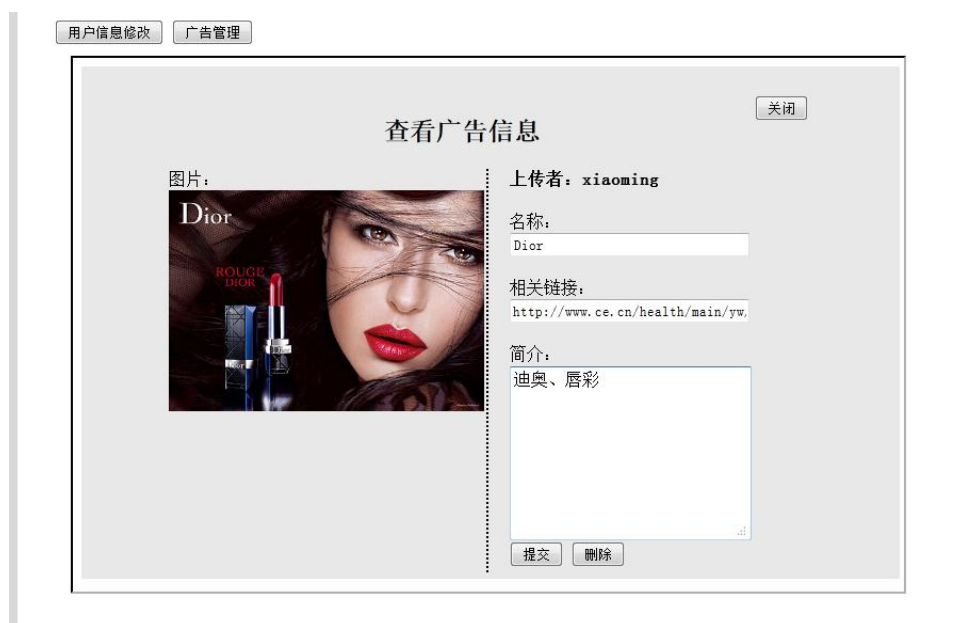 用户信息修改 广告管理
关闭
查看广告信息
图片：
Dior
ROUGE
DIOR
Dior
上传者：xiaoming
名称：
Dior
相关链接：
http://www.ce.cn/health/main/yw,
简介：
迪奥、唇彩
提交 删除